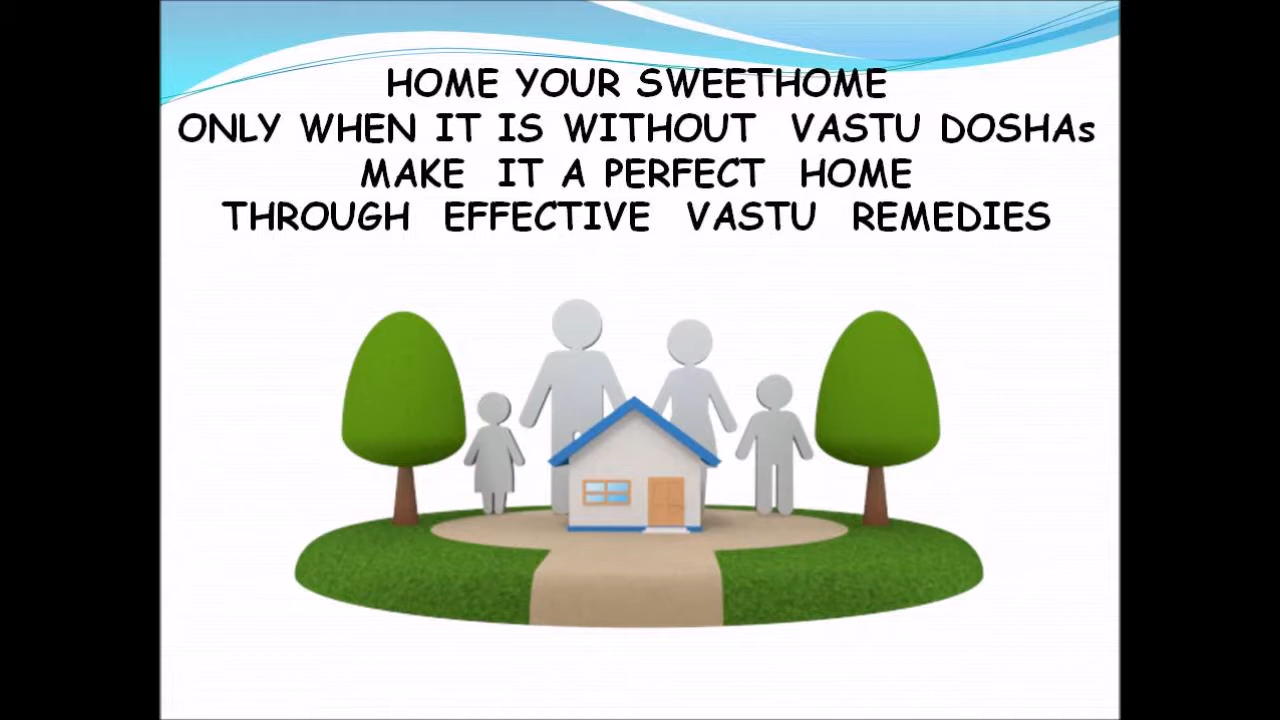 HOME YOUR SWEETHOME
ONLY WHEN IT IS WITHOUT VASTU DOSHAs
MAKE IT A PERFECT HOME
THROUGH EFFECTIVE VASTU REMEDIES